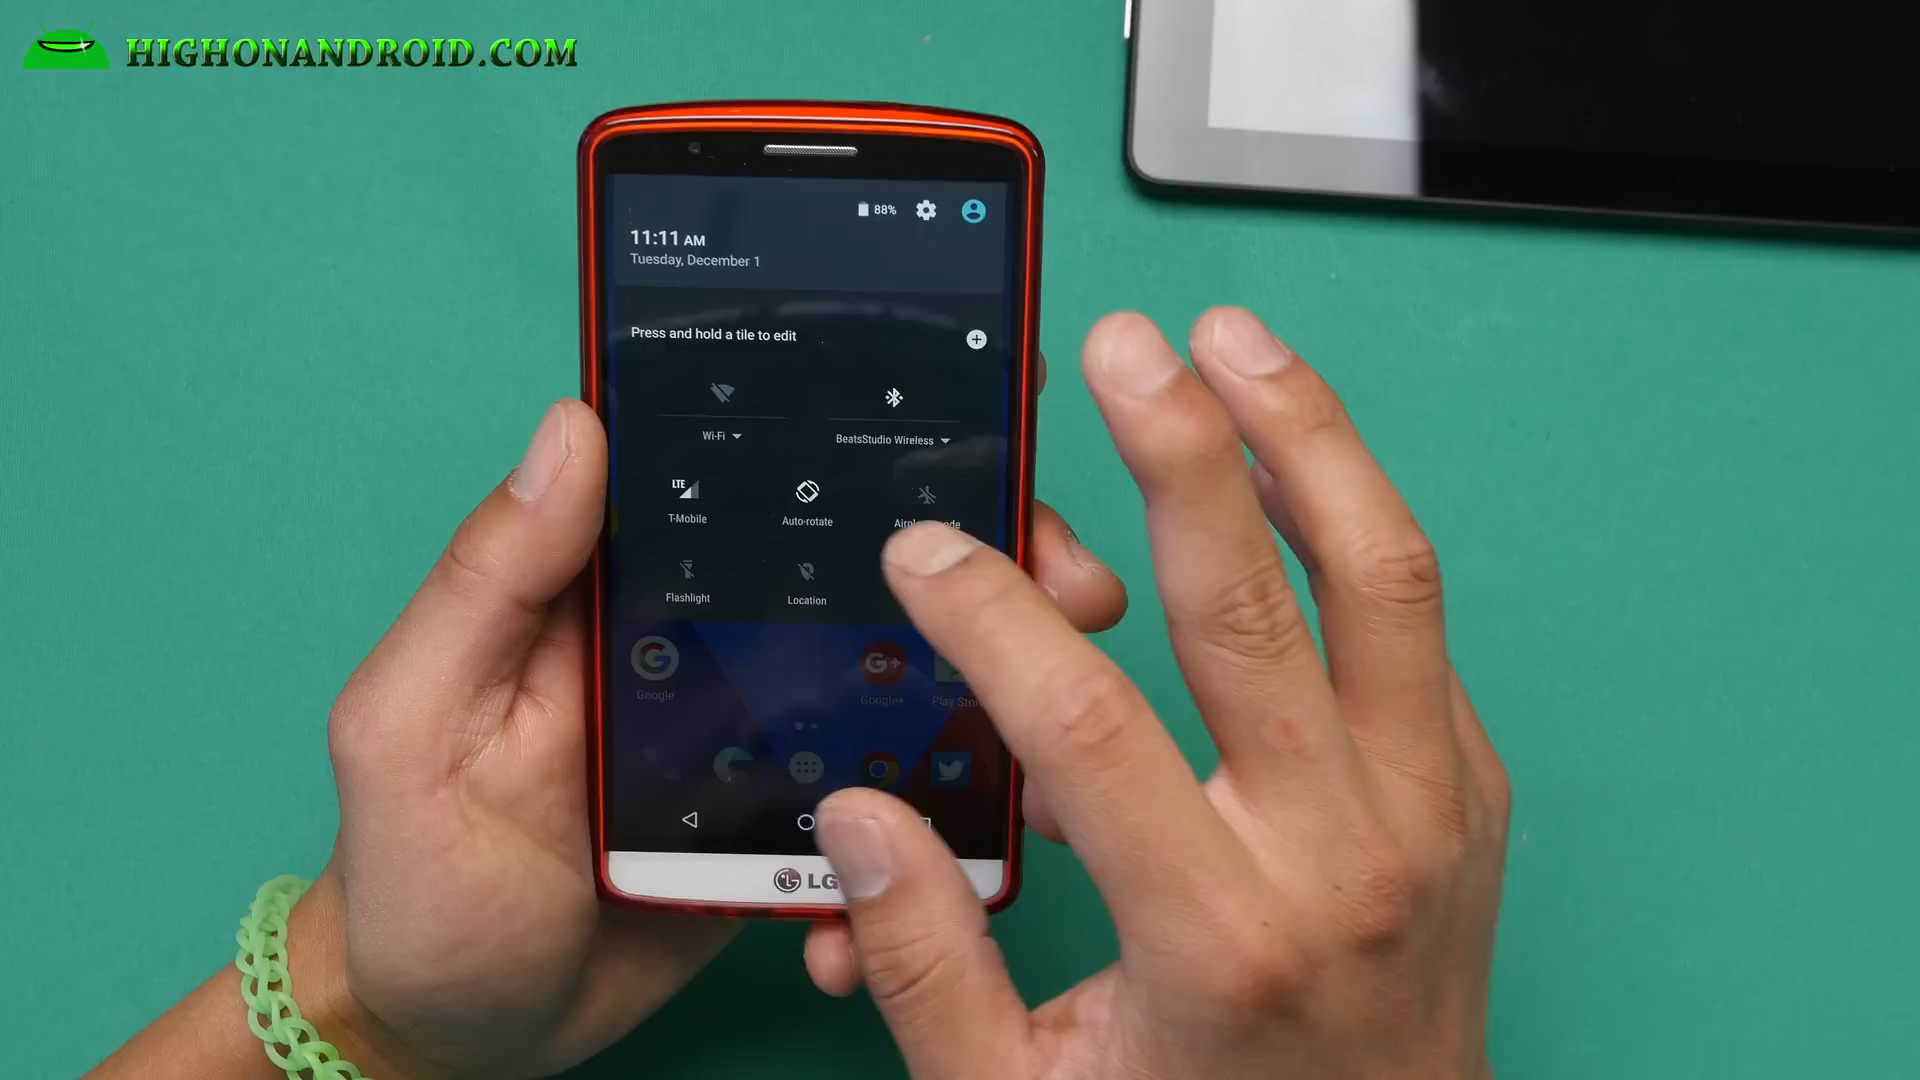 HIGHONANDROID.COM
88%
11:11 AM
Tuesday, December 1
Press and hold a tile to edit
Wi-Fi
BeatsStudio Wireless
LTE
T-Mobile
Auto-rotate
Flashlight
Location
Google
G+
Google+
Play
LG